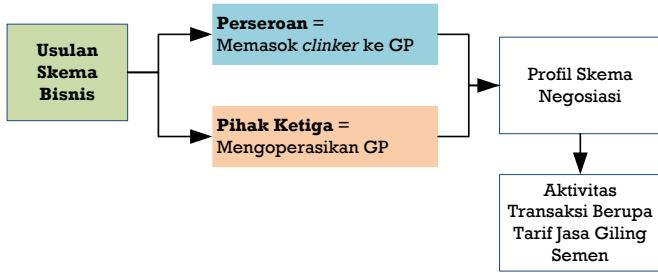 Usulan
Skema
Bisnis
Perseroan =
Memasok clinker ke GP
Pihak Ketiga =
Mengoperasikan GP
Profil Skema
Negosiasi
Aktivitas
Transaksi Berupa
Tarif Jasa Giling
Semen